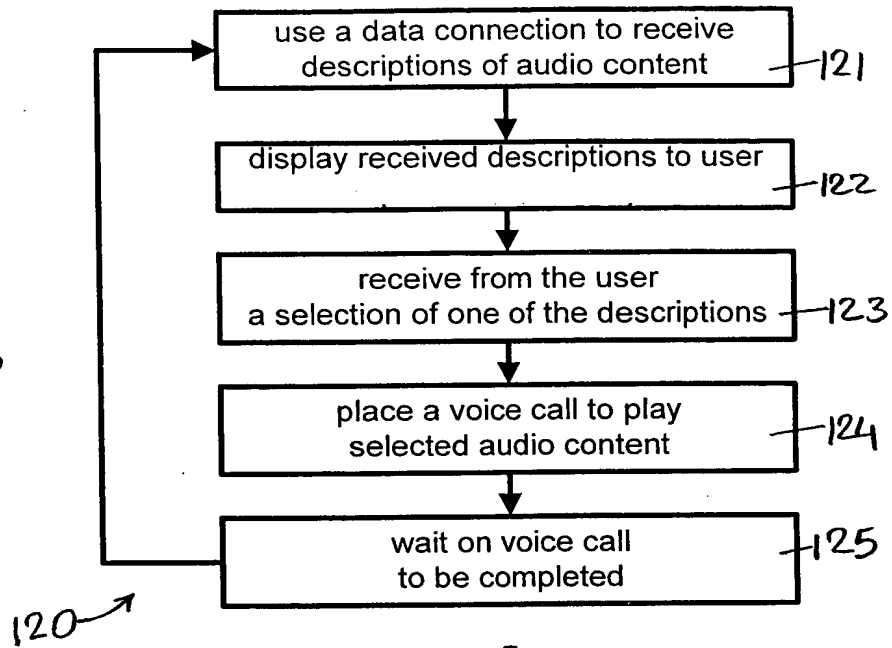 use a data connection to receive
descriptions of audio content
121
display received descriptions to user
122
receive from the user
a selection of one of the descriptions
123
place a voice call to play
selected audio content
124
wait on voice call
to be completed
125
120